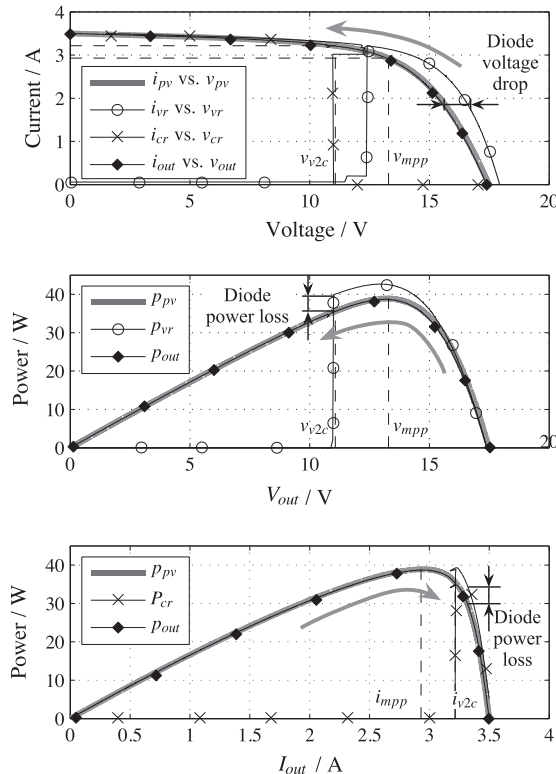 4
3
2
1
0
Current / A
i_pv vs. v_pv
i_vr vs. v_vr
i_cr vs. v_cr
i_out vs. v_out
v_v2c
v_mpp
Diode
voltage
drop
0 5 10 15 20
Voltage / V
40
30
20
10
0
Power / W
p_pv
p_vr
p_out
Diode
power loss
v_v2c
v_mpp
0 5 10 15 20
V_out / V
40
30
20
10
0
Power / W
p_pv
P_cr
p_out
i_mpp
i_v2c
Diode
power
loss
0 0.5 1 1.5 2 2.5 3 3.5 4
I_out / A